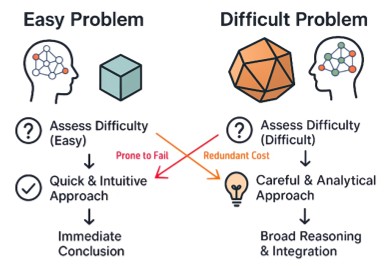 Easy Problem
Difficult Problem
?
Assess Difficulty
(Easy)
?
Assess Difficulty
(Difficult)
Prone to Fail
Redundant Cost
Quick & Intuitive
Approach
Careful & Analytical
Approach
Immediate
Conclusion
Broad Reasoning
& Integration